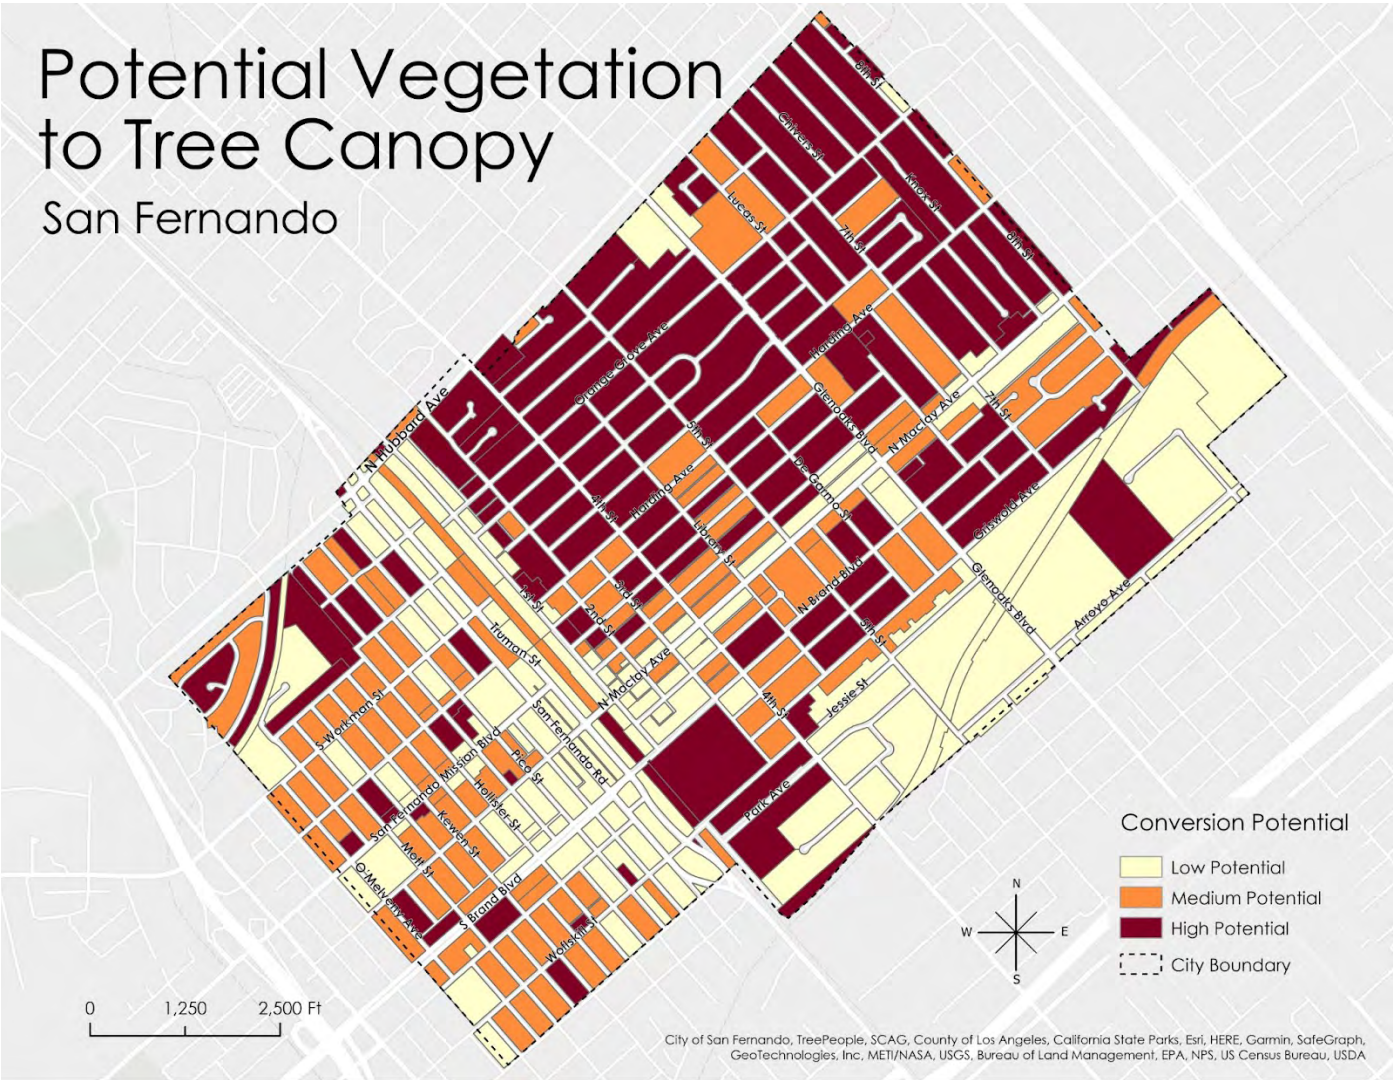 Potential Vegetation
to Tree Canopy
San Fernando
8th St
Chivers St
Knox St
Lucas St
7th St
8th St
Harding Ave
Orange Grove Ave
Glenoaks Blvd
N Maclay Ave
7th St
N Hubbard Ave
5th St
Harding Ave
De Garmo St
4th St
Library St
Griswold Ave
1st St
3rd St
2nd St
N Brand Blvd
Glenoaks Blvd
Arroyo Ave
5th St
Truman St
N Maclay Ave
4th St
Jessie St
S Workman St
San Fernando Rd
San Fernando Mission Blvd
Pico St
Hollister St
Park Ave
Kewen St
Mott St
O'Melveny Ave
S Brand Blvd
Wolfskill St
Conversion Potential
Low Potential
Medium Potential
High Potential
City Boundary
N
W E
S
0 1,250 2,500 Ft
City of San Fernando, TreePeople, SCAG, County of Los Angeles, California State Parks, Esri, HERE, Garmin, SafeGraph,
GeoTechnologies, Inc, METI/NASA, USGS, Bureau of Land Management, EPA, NPS, US Census Bureau, USDA